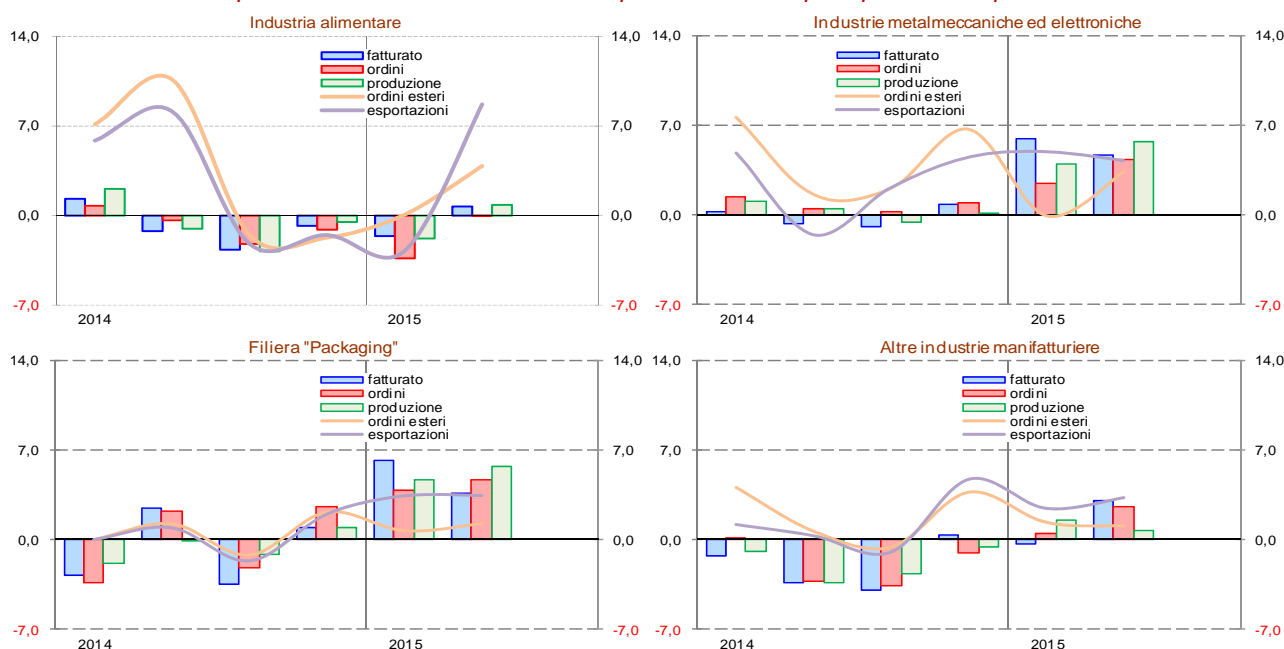 Industria alimentare
14,0
14,0
fatturato
ordini
produzione
ordini esteri
esportazioni
7,0
7,0
0,0
0,0
-7,0
-7,0
2014
2015
Industrie metalmeccaniche ed elettroniche
14,0
14,0
fatturato
ordini
produzione
ordini esteri
esportazioni
7,0
7,0
0,0
0,0
-7,0
-7,0
2014
2015
Filiera "Packaging"
14,0
14,0
fatturato
ordini
produzione
ordini esteri
esportazioni
7,0
7,0
0,0
0,0
-7,0
-7,0
2014
2015
Altre industrie manifatturiere
14,0
14,0
fatturato
ordini
produzione
ordini esteri
esportazioni
7,0
7,0
0,0
0,0
-7,0
-7,0
2014
2015